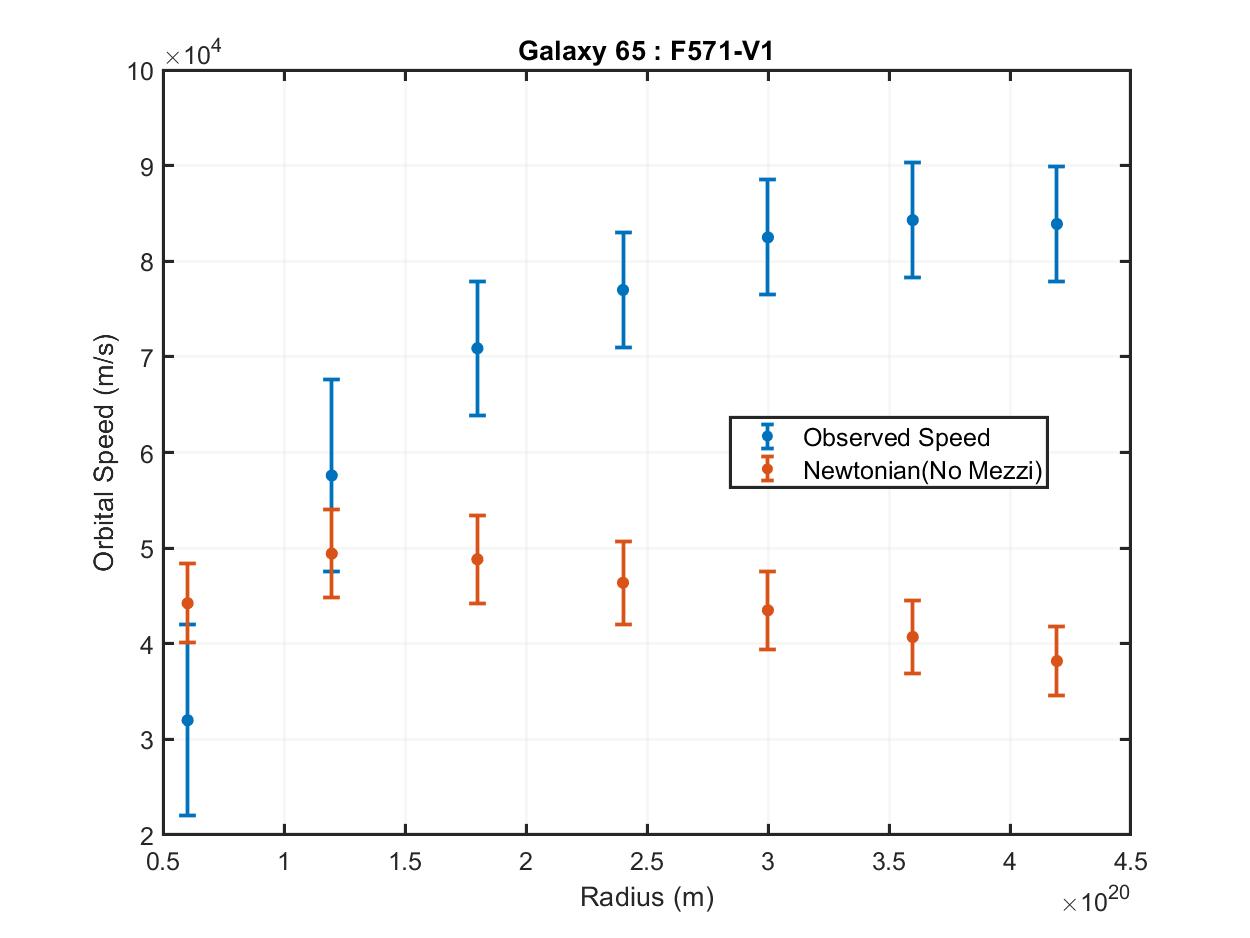 Galaxy 65 : F571-V1
×10^4
10
9
8
7
6
5
4
3
2
Orbital Speed (m/s)
Observed Speed
Newtonian(No Mezzi)
0.5 1 1.5 2 2.5 3 3.5 4 4.5
Radius (m)
×10^20